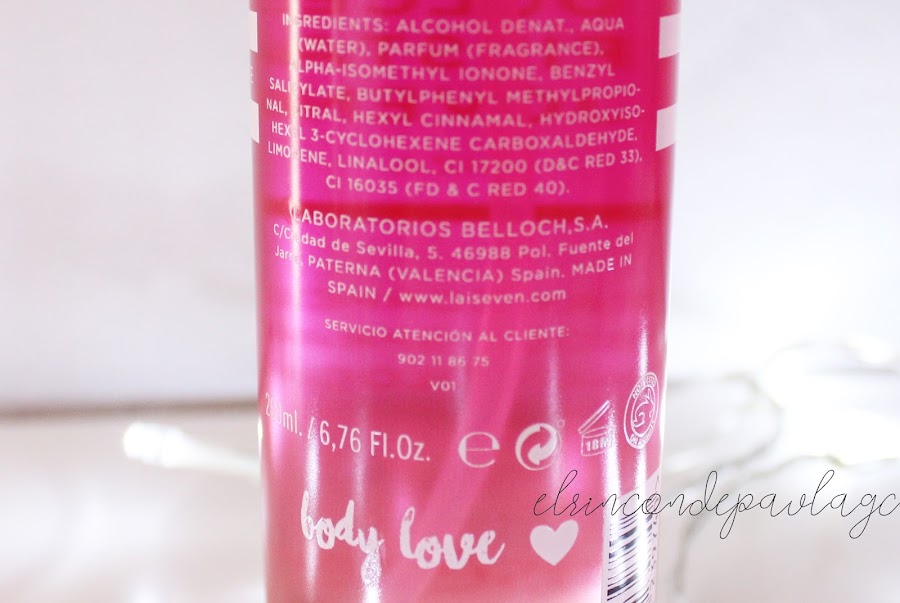 INGREDIENTS: ALCOHOL DENAT., AQUA
(WATER), PARFUM (FRAGRANCE),
ALPHA-ISOMETHYL IONONE, BENZYL
SALICYLATE, BUTYLPHENYL METHYLPROPIO-
NAL, CITRAL, HEXYL CINNAMAL, HYDROXYISO-
HEXYL 3-CYCLOHEXENE CARBOXALDEHYDE,
LIMONENE, LINALOOL, CI 17200 (D&C RED 33),
CI 16035 (FD & C RED 40).
LABORATORIOS BELLOCH,S.A.
C/Ciudad de Sevilla, 5. 46988 Pol. Fuente del
Jarro, PATERNA (VALENCIA) Spain. MADE IN
SPAIN / www.laiseven.com
SERVICIO ATENCIÓN AL CLIENTE:
902 11 86 75
V01
200ml. / 6,76 Fl.Oz. e 18M
elrincondepaulagc
body love